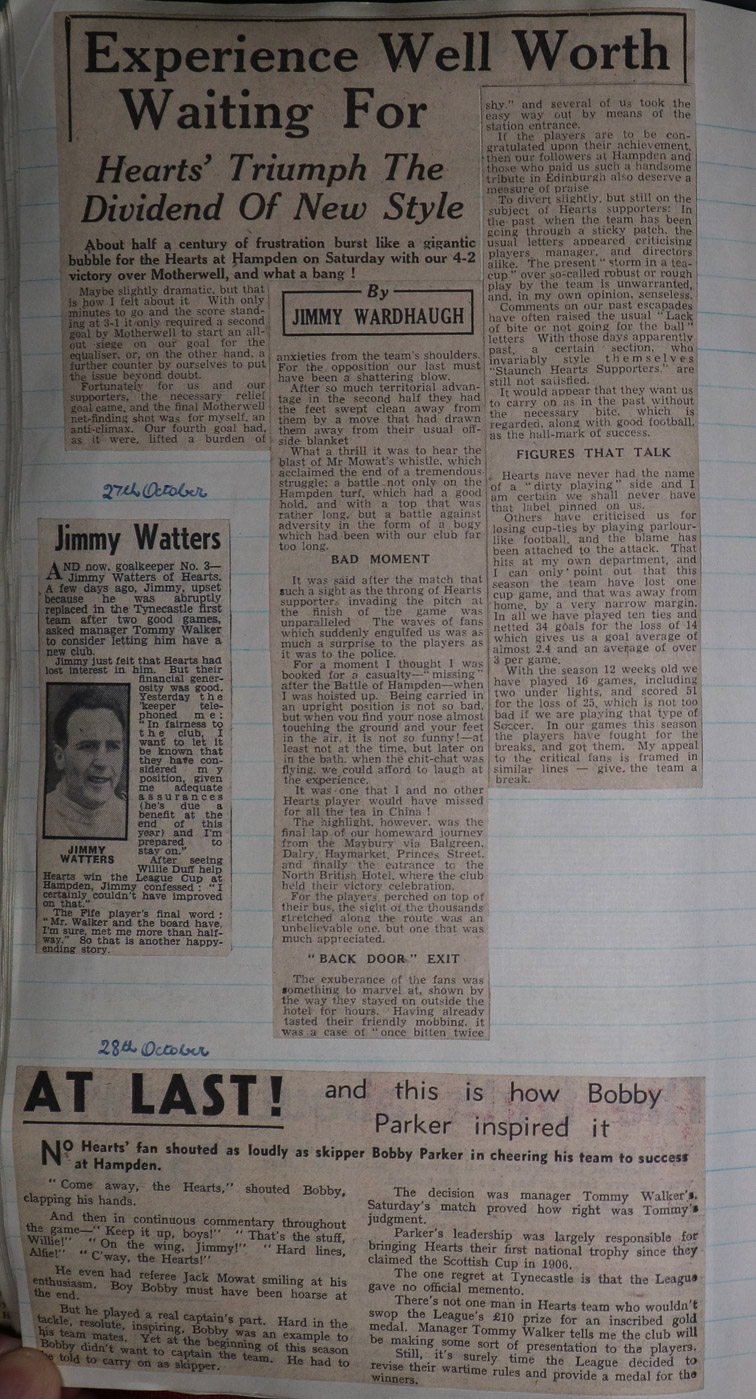 Experience Well Worth
Waiting For
Hearts' Triumph The
Dividend Of New Style
About half a century of frustration burst like a gigantic
bubble for the Hearts at Hampden on Saturday with our 4-2
victory over Motherwell, and what a bang !
Maybe slightly dramatic, but that
is how I felt about it With only
minutes to go and the score stand-
ing at 3-1 it only required a second
goal by Motherwell to start an all-
out siege on our goal for the
equaliser, or, on the other hand, a
further counter by ourselves to put
the issue beyond doubt.
Fortunately for us and our
supporters, the necessary relief
goal came, and the final Motherwell
net-finding shot was for myself, an
anti-climax. Our fourth goal had,
as it were, lifted a burden of
By
JIMMY WARDHAUGH
anxieties from the team's shoulders.
For the opposition our last must
have been a shattering blow.
After so much territorial advan-
tage in the second half they had
the feet swept clean away from
them by a move that had drawn
them away from their usual off-
side blanket
What a thrill it was to hear the
blast of Mr Mowat's whistle, which
acclaimed the end of a tremendous
struggle; a battle not only on the
Hampden turf, which had a good
hold, and with a top that was
rather long, but a battle against
adversity in the form of a bogy
which had been with our club far
too long.
BAD MOMENT
It was said after the match that
such a sight as the throng of Hearts
supporters invading the pitch at
the finish of the game was
unparalleled The waves of fans
which suddenly engulfed us was as
much a surprise to the players as
it was to the police.
For a moment I thought I was
booked for a casualty—"missing"
after the Battle of Hampden—when
I was hoisted up. Being carried in
an upright position is not so bad,
but when you find your nose almost
touching the ground and your feet
in the air, it is not so funny!—at
least not at the time, but later on
in the bath, when the chit-chat was
flying, we could afford to laugh at
the experience.
It was one that I and no other
Hearts player would have missed
for all the tea in China !
The highlight, however, was the
final lap of our homeward journey
from the Maybury via Balgreen,
Dalry, Haymarket, Princes Street,
and finally the entrance to the
North British Hotel, where the club
held their victory celebration.
For the players perched on top of
their bus, the sight of the thousands
stretched along the route was an
unbelievable one, but one that was
much appreciated.
"BACK DOOR" EXIT
The exuberance of the fans was
something to marvel at, shown by
the way they stayed on outside the
hotel for hours. Having already
tasted their friendly mobbing, it
was a case of "once bitten twice
shy," and several of us took the
easy way out by means of the
station entrance.
If the players are to be con-
gratulated upon their achievement,
then our followers at Hampden and
those who paid us such a handsome
tribute in Edinburgh also deserve a
measure of praise
To divert slightly, but still on the
subject of Hearts supporters: In
the past when the team has been
going through a sticky patch, the
usual letters appeared criticising
players, manager, and directors
alike. The present "storm in a tea-
cup" over so-called robust or rough
play by the team is unwarranted,
and, in my own opinion, senseless.
Comments on our past escapades
have often raised the usual "Lack
of bite or not going for the ball"
letters With those days apparently
past, a certain section, who
invariably style themselves
"Staunch Hearts Supporters," are
still not satisfied.
It would appear that they want us
to carry on as in the past without
the necessary bite, which is
regarded, along with good football,
as the hall-mark of success.
FIGURES THAT TALK
Hearts have never had the name
of a "dirty playing" side and I
am certain we shall never have
that label pinned on us.
Others have criticised us for
losing cup-ties by playing parlour-
like football, and the blame has
been attached to the attack. That
hits at my own department, and
I can only point out that this
season the team have lost one
cup game, and that was away from
home, by a very narrow margin.
In all we have played ten ties and
netted 34 goals for the loss of 14
which gives us a goal average of
almost 2.4 and an average of over
3 per game.
With the season 12 weeks old we
have played 16 games, including
two under lights, and scored 51
for the loss of 25, which is not too
bad if we are playing that type of
soccer. In our games this season
the players have fought for the
breaks, and got them. My appeal
to the critical fans is framed in
similar lines — give the team a
break.
27th October
Jimmy Watters
AND now, goalkeeper No. 3—
Jimmy Watters of Hearts.
A few days ago, Jimmy, upset
because he was abruptly
replaced in the Tynecastle first
team after two good games,
asked manager Tommy Walker
to consider letting him have a
new club.
Jimmy just felt that Hearts had
lost interest in him. But their
financial gener-
osity was good.
Yesterday the
'keeper tele-
phoned me:
"In fairness to
the club, I
want to let it
be known that
they have con-
sidered my
position, given
me adequate
assurances
(he's due a
benefit at the
end of this
year) and I'm
prepared to
stay on."
JIMMY
WATTERS
After seeing
Willie Duff help
Hearts win the League Cup at
Hampden, Jimmy confessed: "I
certainly couldn't have improved
on that."
The Fife player's final word:
"Mr. Walker and the board have,
I'm sure, met me more than half-
way." So that is another happy-
ending story.
28th October
AT LAST! and this is how Bobby
Parker inspired it
No Hearts' fan shouted as loudly as skipper Bobby Parker in cheering his team to success
at Hampden.
"Come away, the Hearts," shouted Bobby,
clapping his hands.
And then in continuous commentary throughout
the game—"Keep it up, boys!" "That's the stuff,
Willie!" "On the wing, Jimmy!" "Hard lines,
Alfie!" "C'way, the Hearts!"
He even had referee Jack Mowat smiling at his
enthusiasm. Boy Bobby must have been hoarse at
the end.
But he played a real captain's part. Hard in the
tackle, resolute, inspiring, Bobby was an example to
his team mates. Yet at the beginning of this season
Bobby didn't want to captain the team. He had to
be told to carry on as skipper.
The decision was manager Tommy Walker's.
Saturday's match proved how right was Tommy's
judgment.
Parker's leadership was largely responsible for
bringing Hearts their first national trophy since they
claimed the Scottish Cup in 1906.
The one regret at Tynecastle is that the League
gave no official memento.
There's not one man in Hearts team who wouldn't
swop the League's £10 prize for an inscribed gold
medal. Manager Tommy Walker tells me the club will
be making some sort of presentation to the players.
Still, it's surely time the League decided to
revise their wartime rules and provide a medal for the
winners.